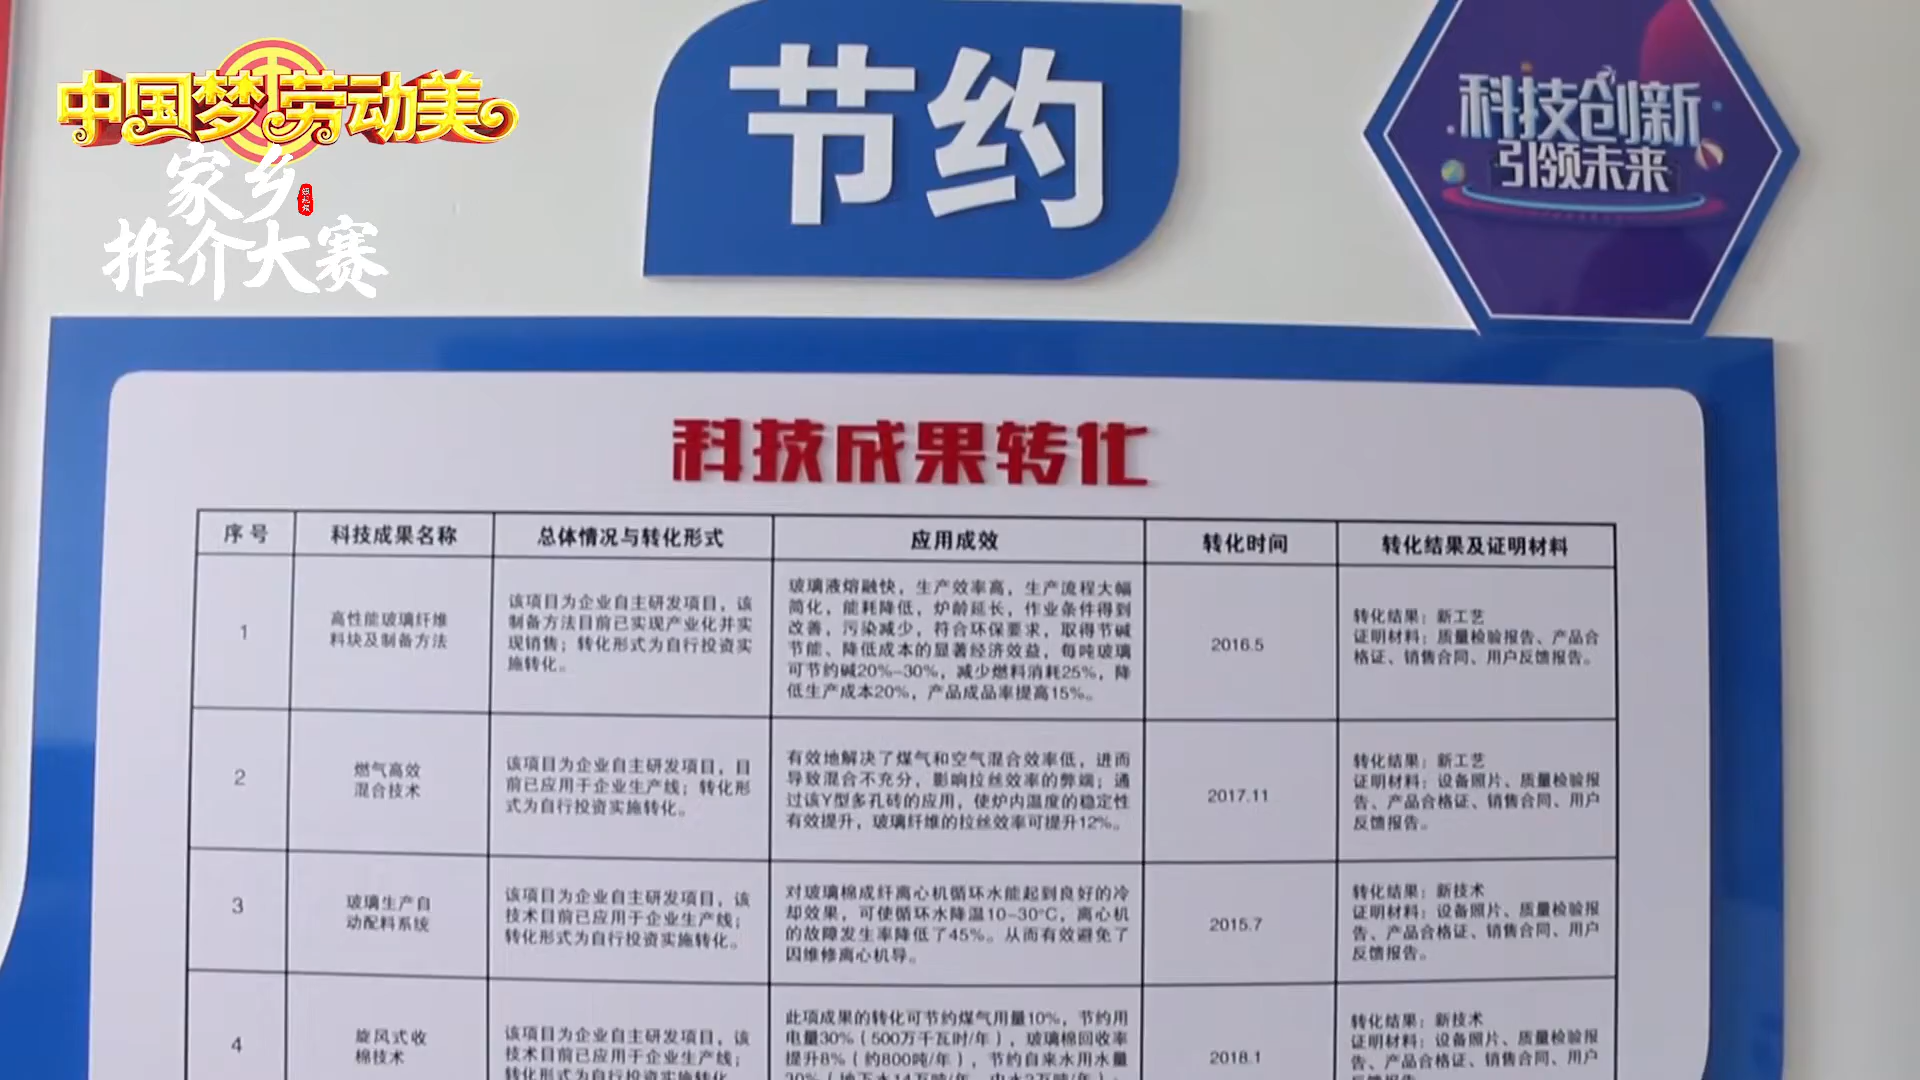 中国梦·劳动美
家乡
推介大赛
节约
科技创新
引领未来
科技成果转化
序号
科技成果名称
总体情况与转化形式
应用成效
转化时间
转化结果及证明材料
1
高性能玻璃纤维
料块及制备方法
该项目为企业自主研发项目，该
制备方法目前已实现产业化并实
现销售；转化形式为自行投资实
施转化。
玻璃液熔融快，生产效率高，生产流程大幅
简化，能耗降低，炉龄延长，作业条件得到
改善，污染减少，符合环保要求，取得节碱
节能、降低成本的显著经济效益，每吨玻璃
可节约碱20%-30%，减少燃料消耗25%，降
低生产成本20%，产品成品率提高15%。
2016.5
转化结果：新工艺
证明材料：质量检验报告、产品合
格证、销售合同、用户反馈报告。
2
燃气高效
混合技术
该项目为企业自主研发项目，目
前已应用于企业生产线；转化形
式为自行投资实施转化。
有效地解决了煤气和空气混合效率低，进而
导致混合不充分，影响拉丝效率的弊端；通
过该Y型多孔砖的应用，使炉内温度的稳定性
有效提升，玻璃纤维的拉丝效率可提升12%。
2017.11
转化结果：新工艺
证明材料：设备照片、质量检验报
告、产品合格证、销售合同、用户
反馈报告。
3
玻璃生产自
动配料系统
该项目为企业自主研发项目，该
技术目前已应用于企业生产线；
转化形式为自行投资实施转化。
对玻璃棉成纤离心机循环水能起到良好的冷
却效果，可使循环水降温10-30°C，离心机
的故障发生率降低了45%。从而有效避免了
因维修离心机导。
2015.7
转化结果：新技术
证明材料：设备照片、质量检验报
告、产品合格证、销售合同、用户
反馈报告。
4
旋风式收
棉技术
该项目为企业自主研发项目，该
技术目前已应用于企业生产线；
转化形式为自行投资实施转化。
此项成果的转化可节约煤气用量10%，节约用
电量30%（500万千瓦时/年），玻璃棉回收率
提升8%（约800吨/年），节约自来水用水量
2018.1
转化结果：新技术
证明材料：设备照片、质量检验报
告、产品合格证、销售合同、用户